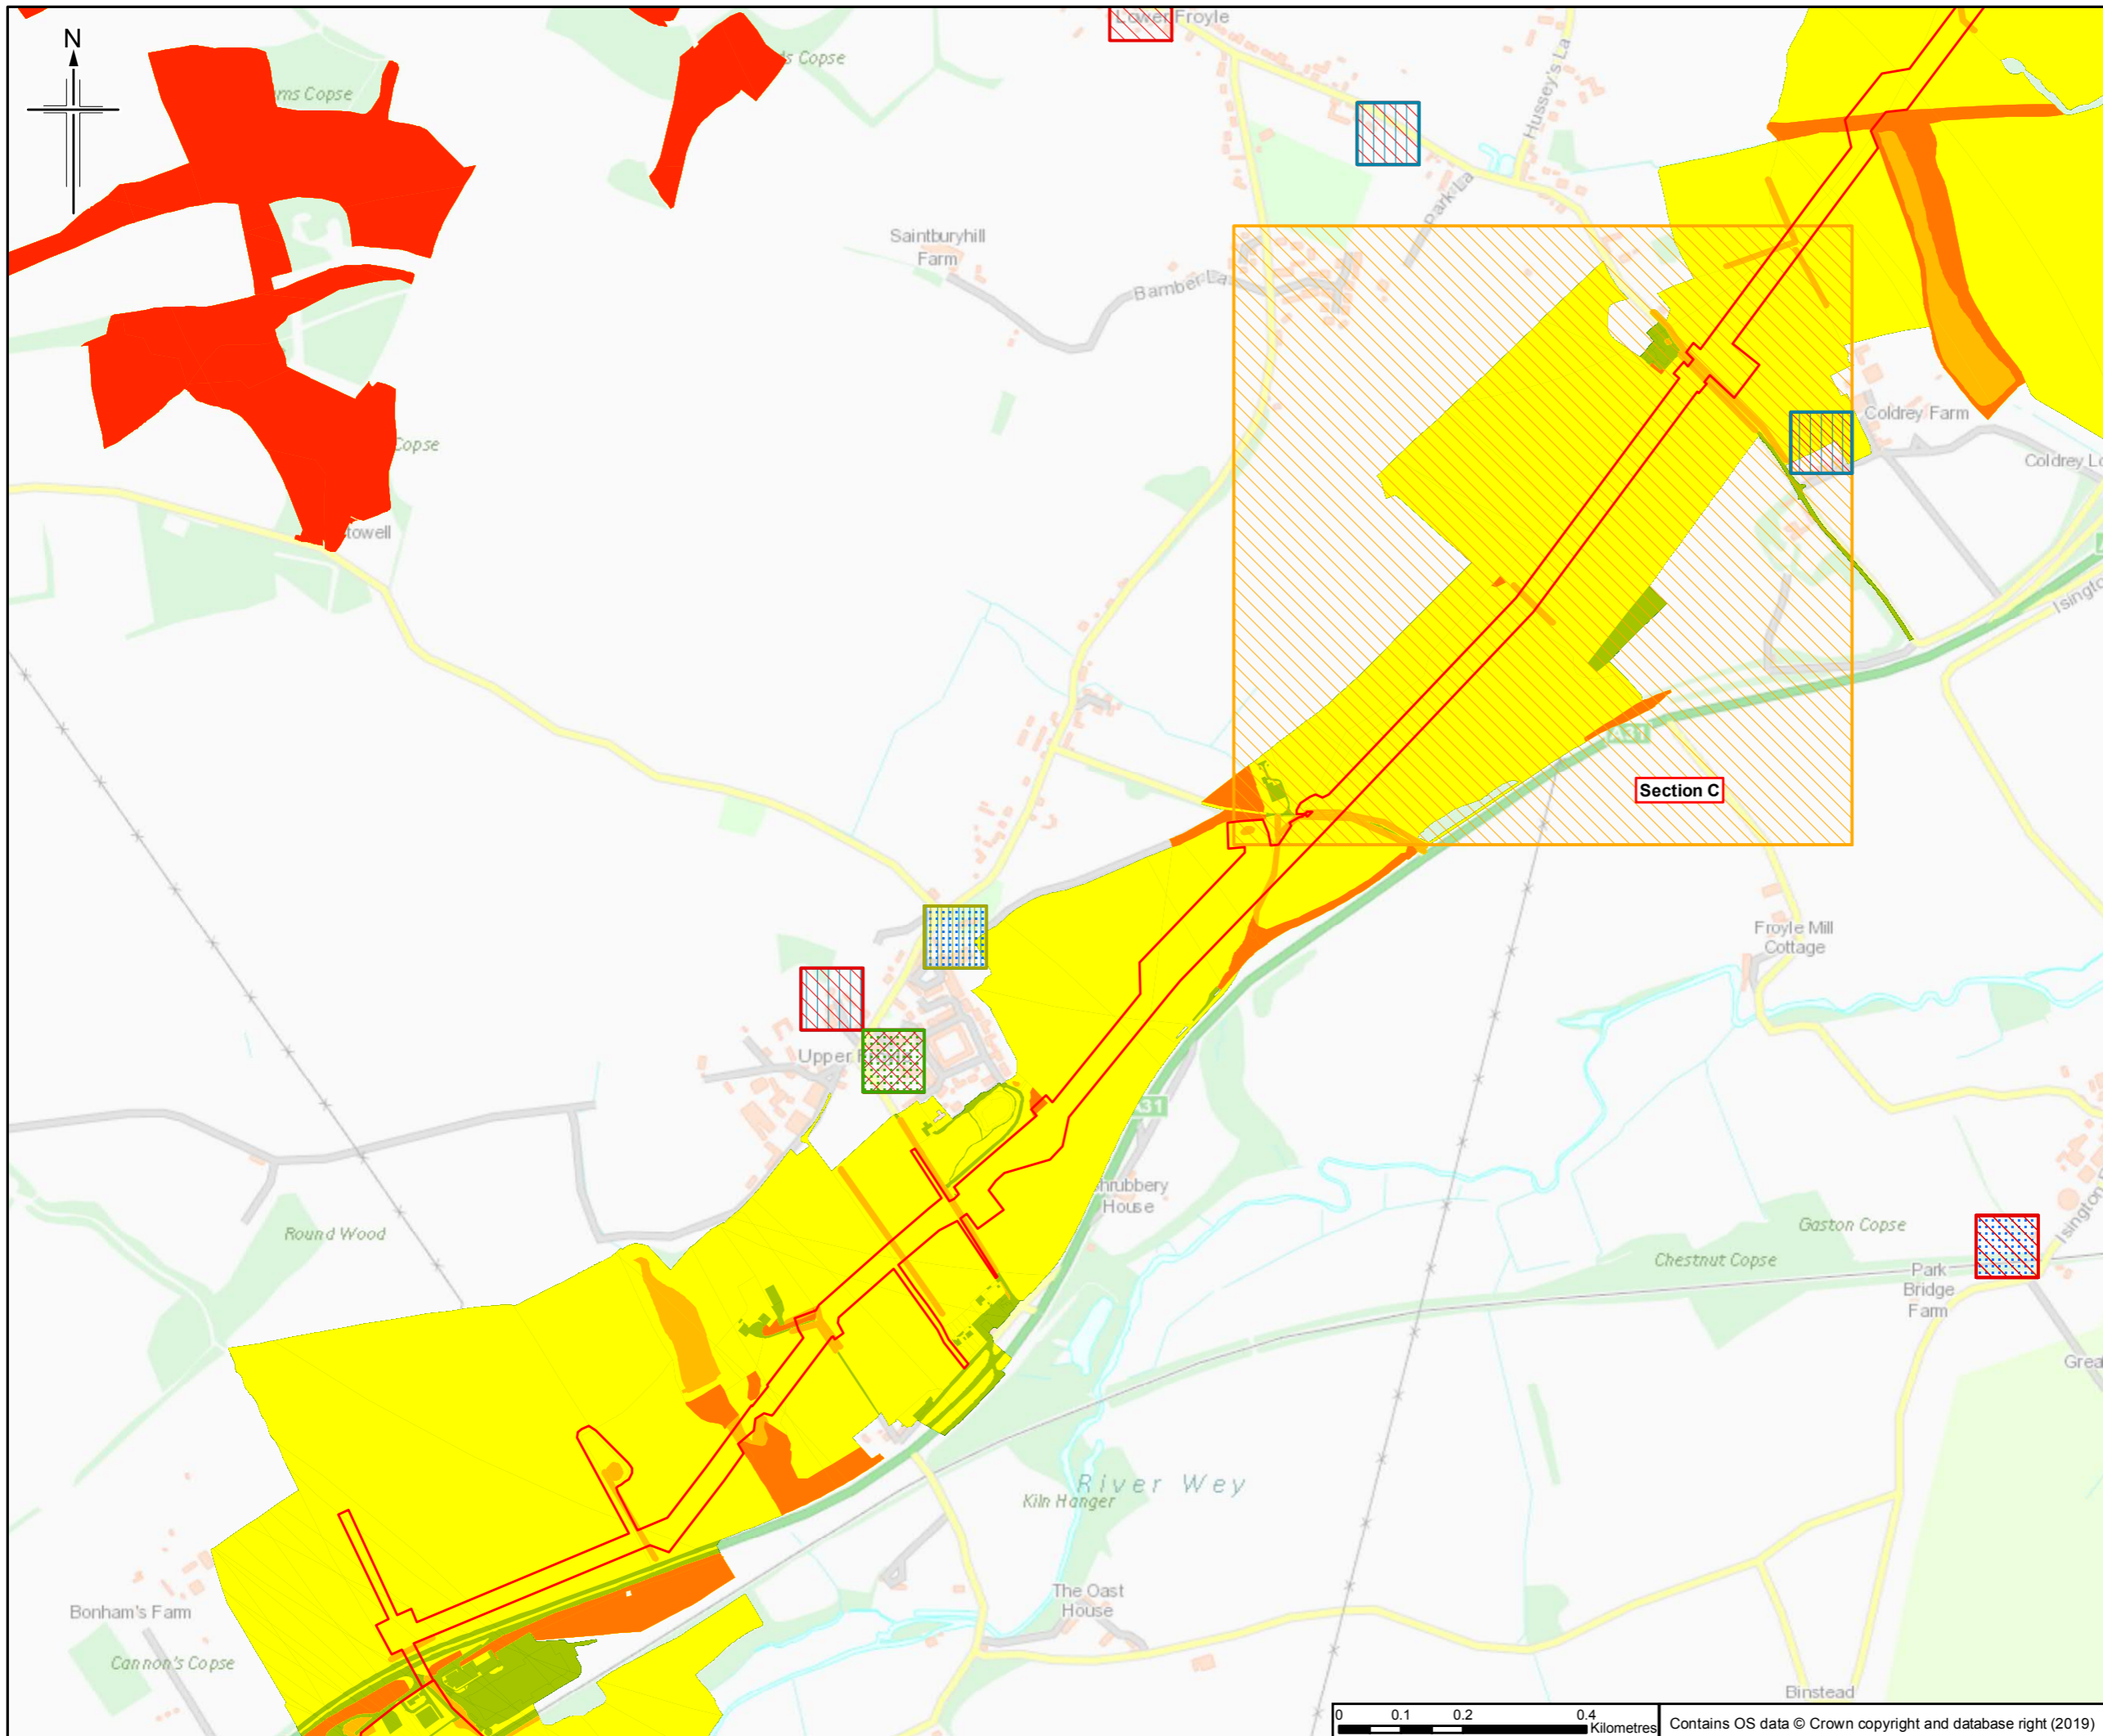 N
Lower Froyle
s Copse
ms Copse
Hussey's La
Park La
Saintburyhill
Farm
Bamber La
Coldrey Farm
Copse
Coldrey Lo
towell
Isingto
A31
Section C
Froyle Mill
Cottage
Upper
A31
Shrubbery
House
Round Wood
Gaston Copse
Chestnut Copse
Isington
Park
Bridge
Farm
Grea
River Wey
Kiln Hanger
The Oast
House
Bonham's Farm
Cannon's Copse
Binstead
0 0.1 0.2 0.4
Kilometres
Contains OS data © Crown copyright and database right (2019)